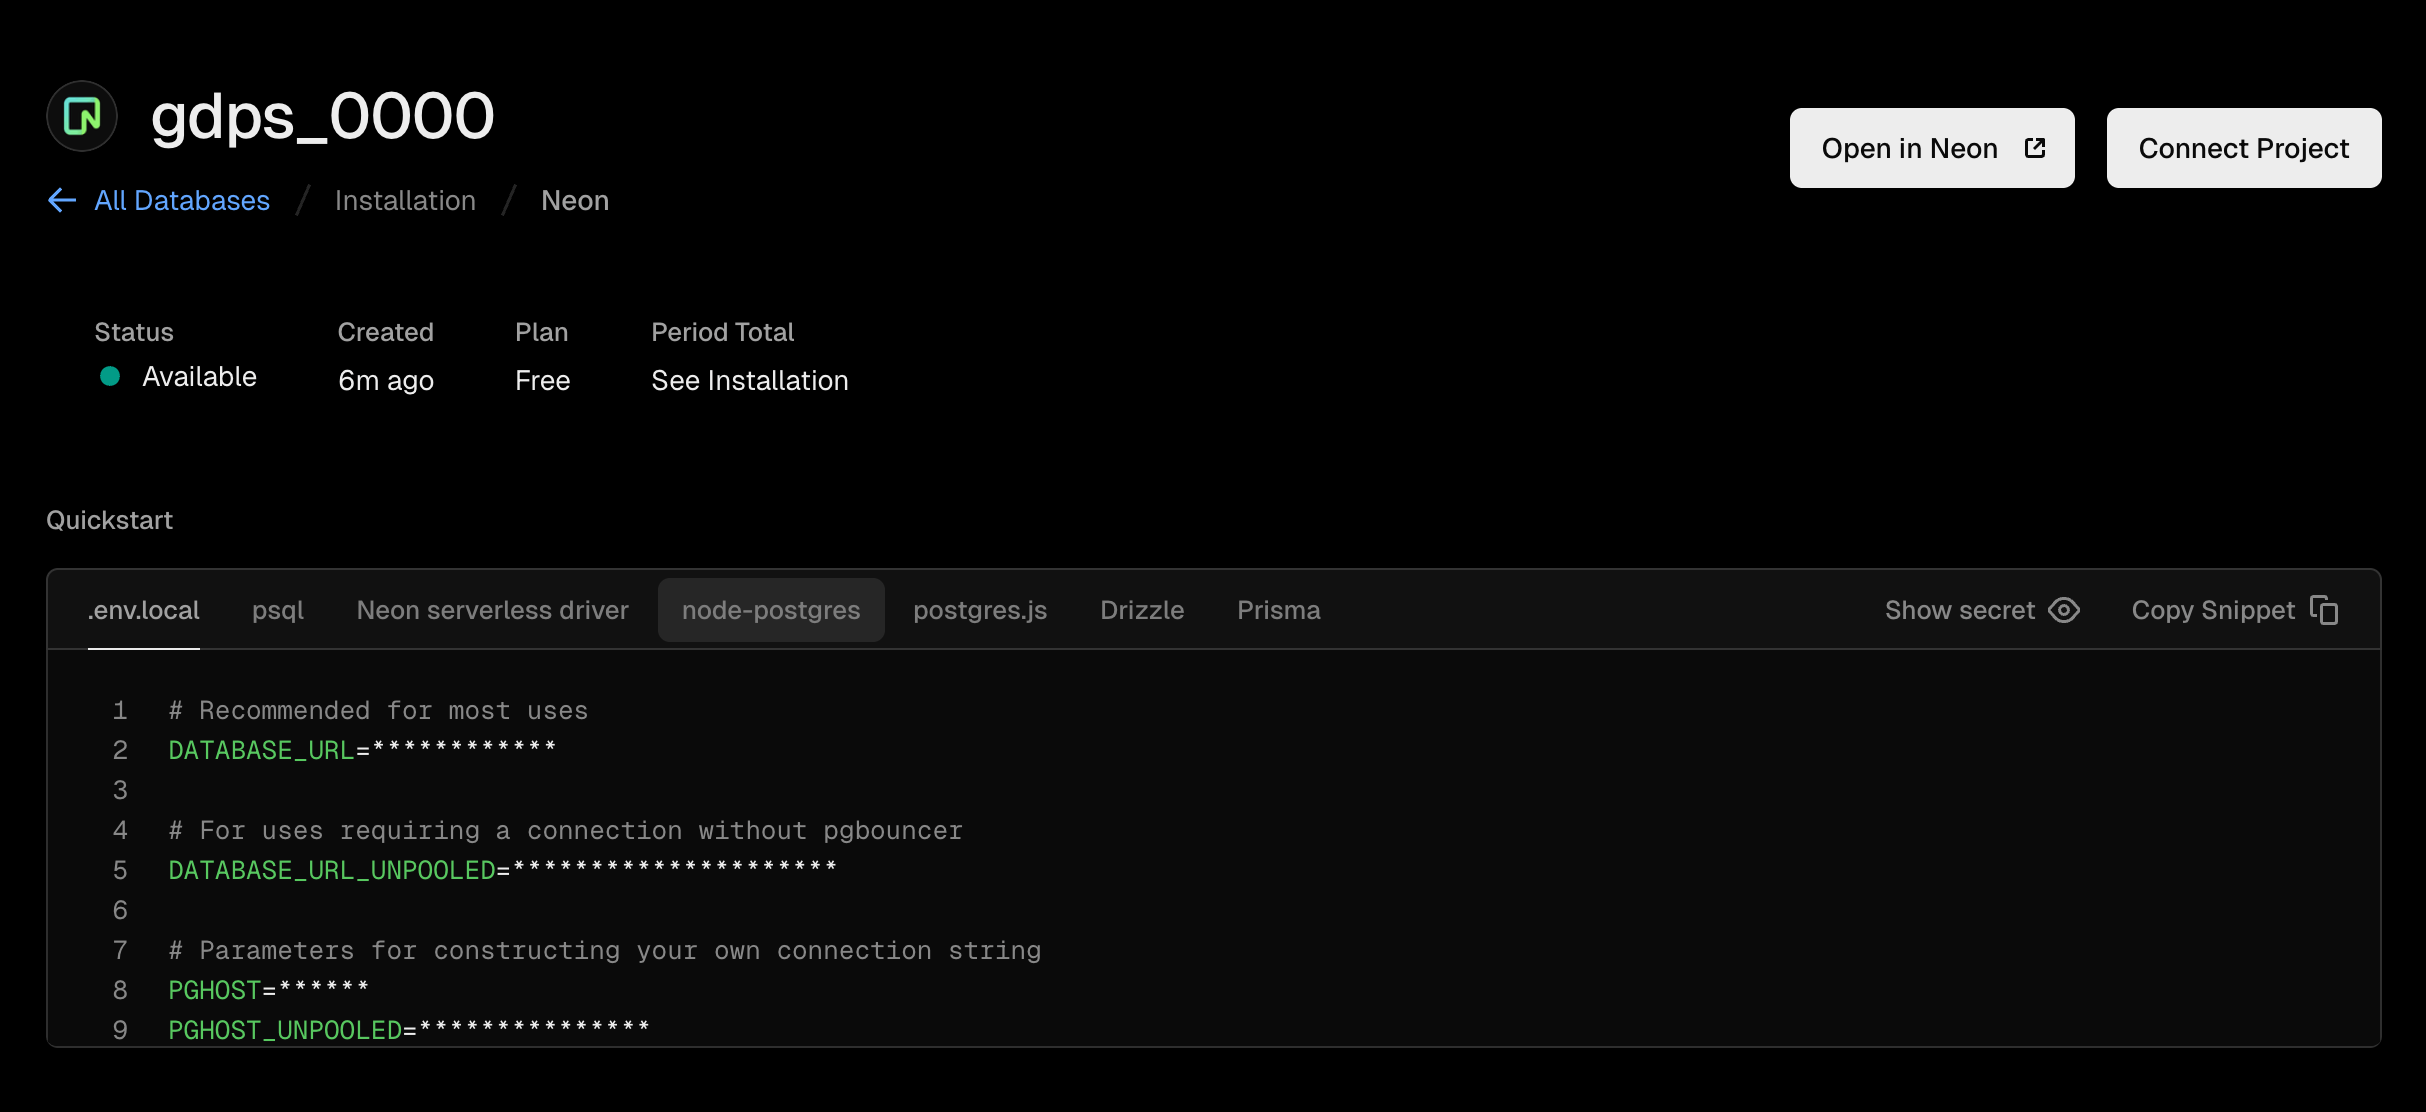 gdps_0000
Open in Neon
Connect Project
All Databases / Installation / Neon
Status Created Plan Period Total
Available 6m ago Free See Installation
Quickstart
.env.local psql Neon serverless driver node-postgres postgres.js Drizzle Prisma Show secret Copy Snippet
1 # Recommended for most uses
2 DATABASE_URL=************
3
4 # For uses requiring a connection without pgbouncer
5 DATABASE_URL_UNPOOLED=*********************
6
7 # Parameters for constructing your own connection string
8 PGHOST=******
9 PGHOST_UNPOOLED=***************